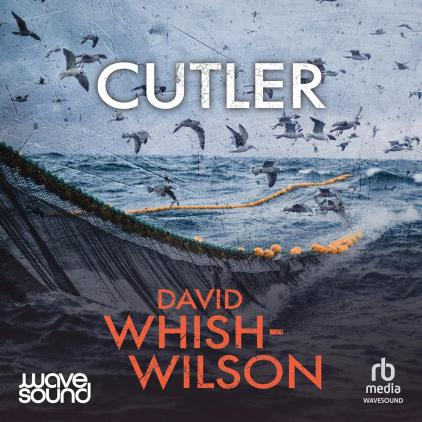 CUTLER
DAVID
WHISH-
WILSON
wave
sound
rb
media
WAVESOUND